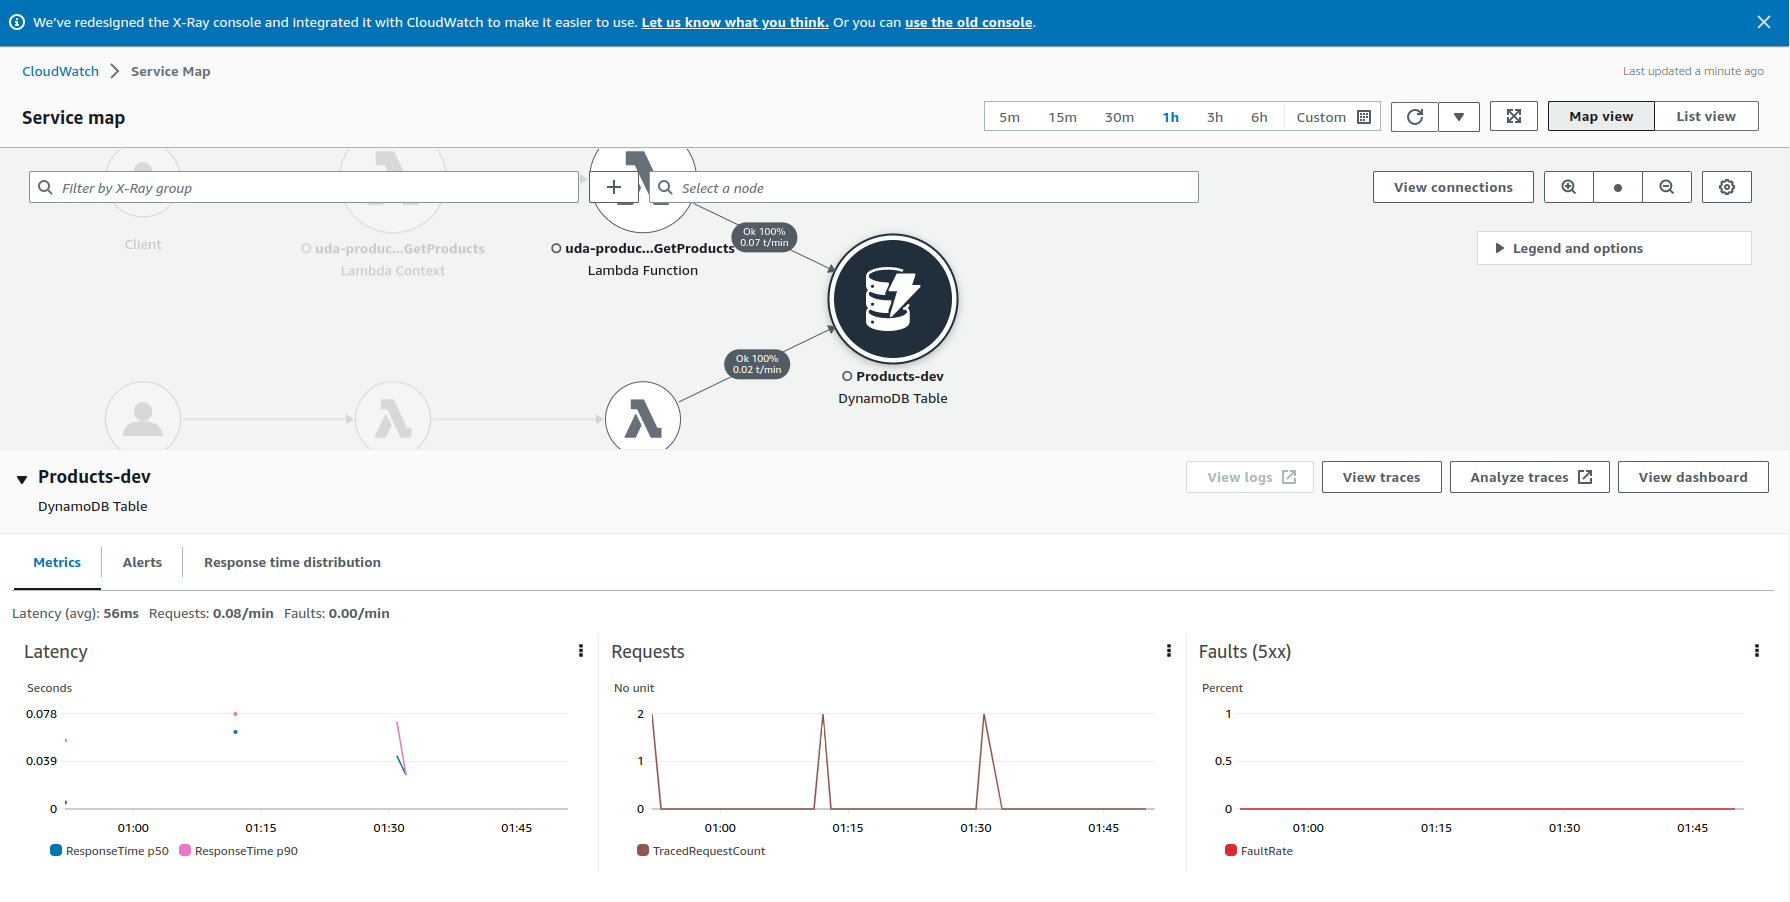 We've redesigned the X-Ray console and integrated it with CloudWatch to make it easier to use. Let us know what you think. Or you can use the old console.
CloudWatch Service Map
Last updated a minute ago
Service map
5m 15m 30m 1h 3h 6h Custom
Map view List view
Filter by X-Ray group
Select a node
View connections
Legend and options
Client
uda-produc...GetProducts
Lambda Context
uda-produc...GetProducts
Lambda Function
Ok 100%
0.07 t/min
Ok 100%
0.02 t/min
Products-dev
DynamoDB Table
Products-dev
DynamoDB Table
View logs View traces Analyze traces View dashboard
Metrics Alerts Response time distribution
Latency (avg): 56ms Requests: 0.08/min Faults: 0.00/min
Latency
Seconds
0.078
0.039
0
01:00 01:15 01:30 01:45
ResponseTime p50 ResponseTime p90
Requests
No unit
2
1
0
01:00 01:15 01:30 01:45
TracedRequestCount
Faults (5xx)
Percent
1
0.5
0
01:00 01:15 01:30 01:45
FaultRate